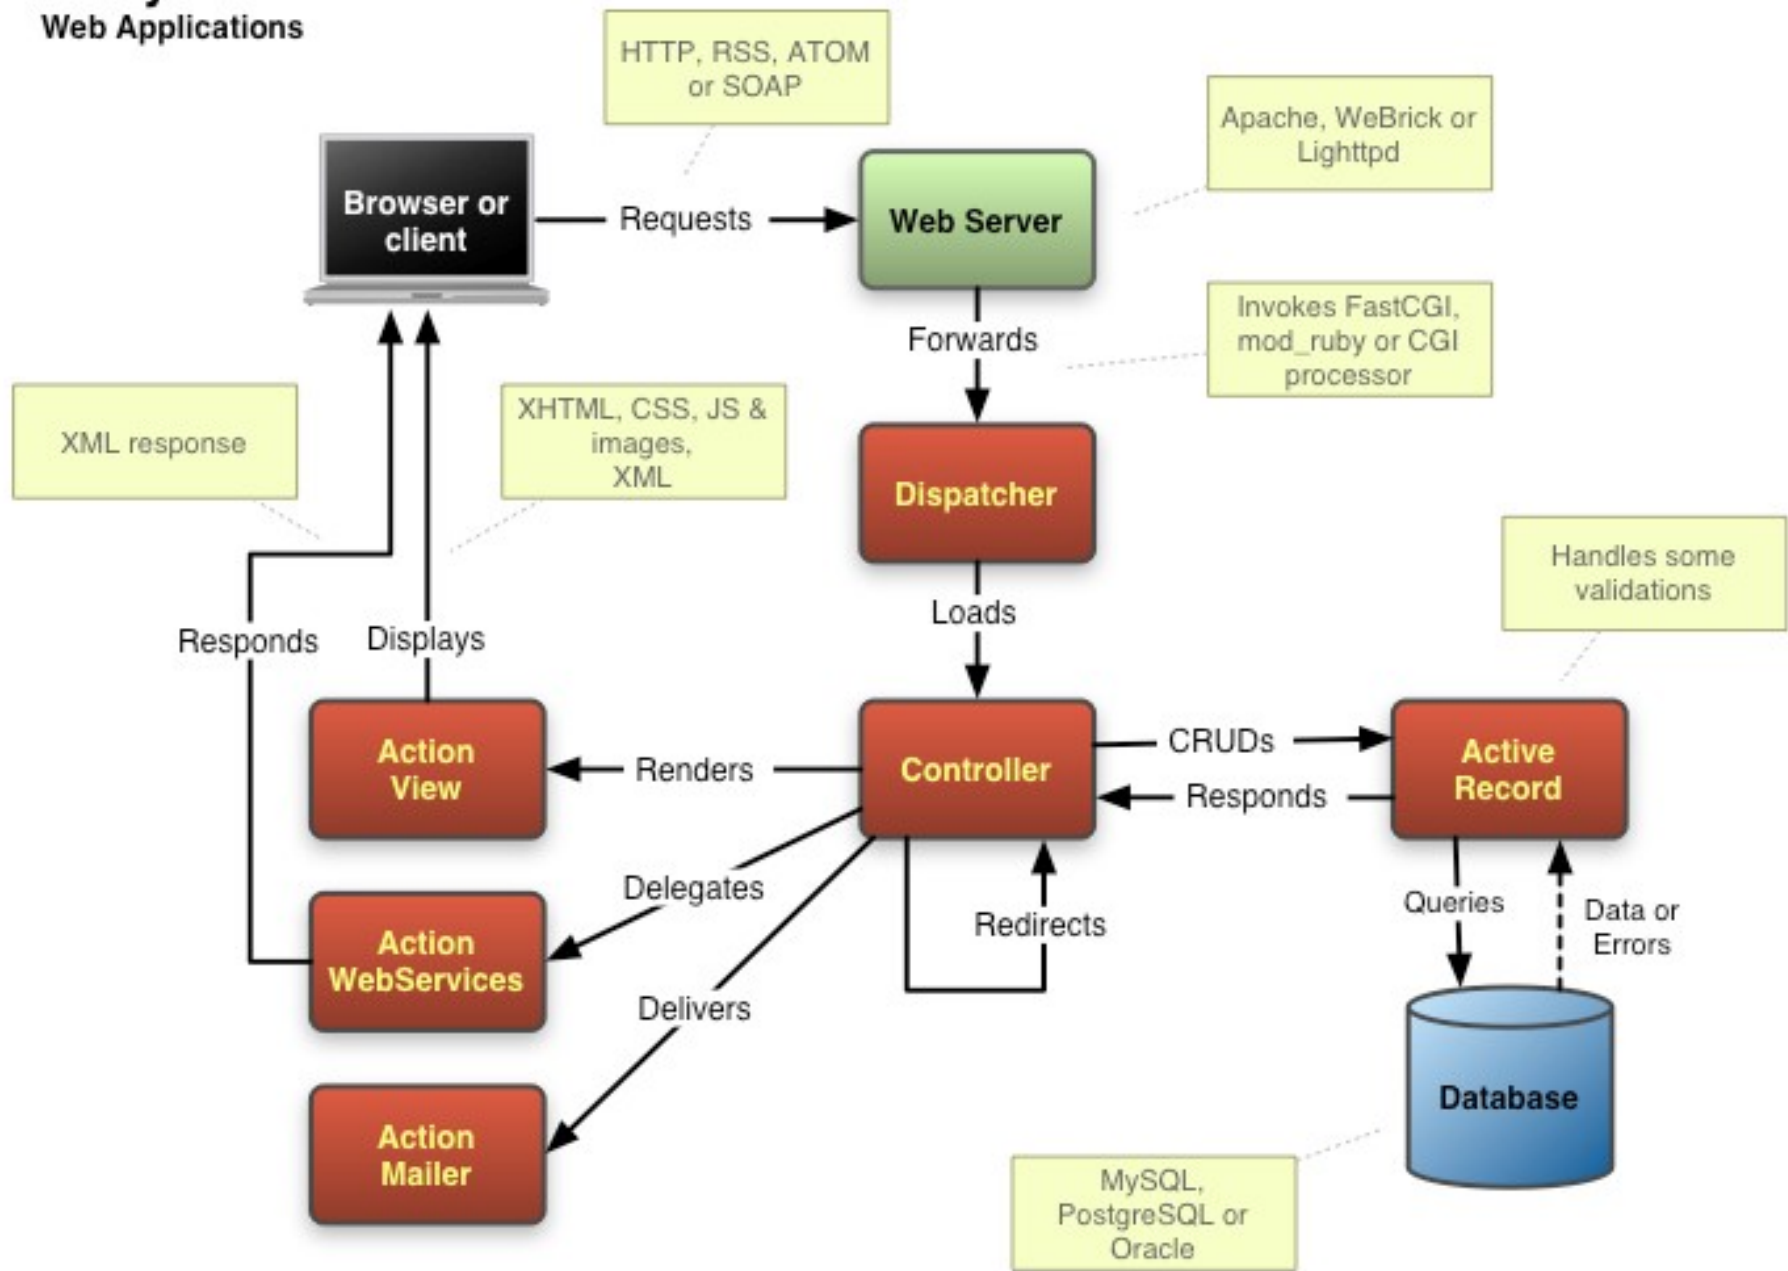 Web Applications
HTTP, RSS, ATOM
or SOAP
Apache, WeBrick or
Lighttpd
Browser or
client
Requests
Web Server
Invokes FastCGI,
mod_ruby or CGI
processor
Forwards
XML response
XHTML, CSS, JS &
images,
XML
Dispatcher
Handles some
validations
Loads
Responds
Displays
Action
View
Renders
Controller
CRUDs
Responds
Active
Record
Delegates
Redirects
Queries
Data or
Errors
Action
WebServices
Delivers
Action
Mailer
Database
MySQL,
PostgreSQL or
Oracle